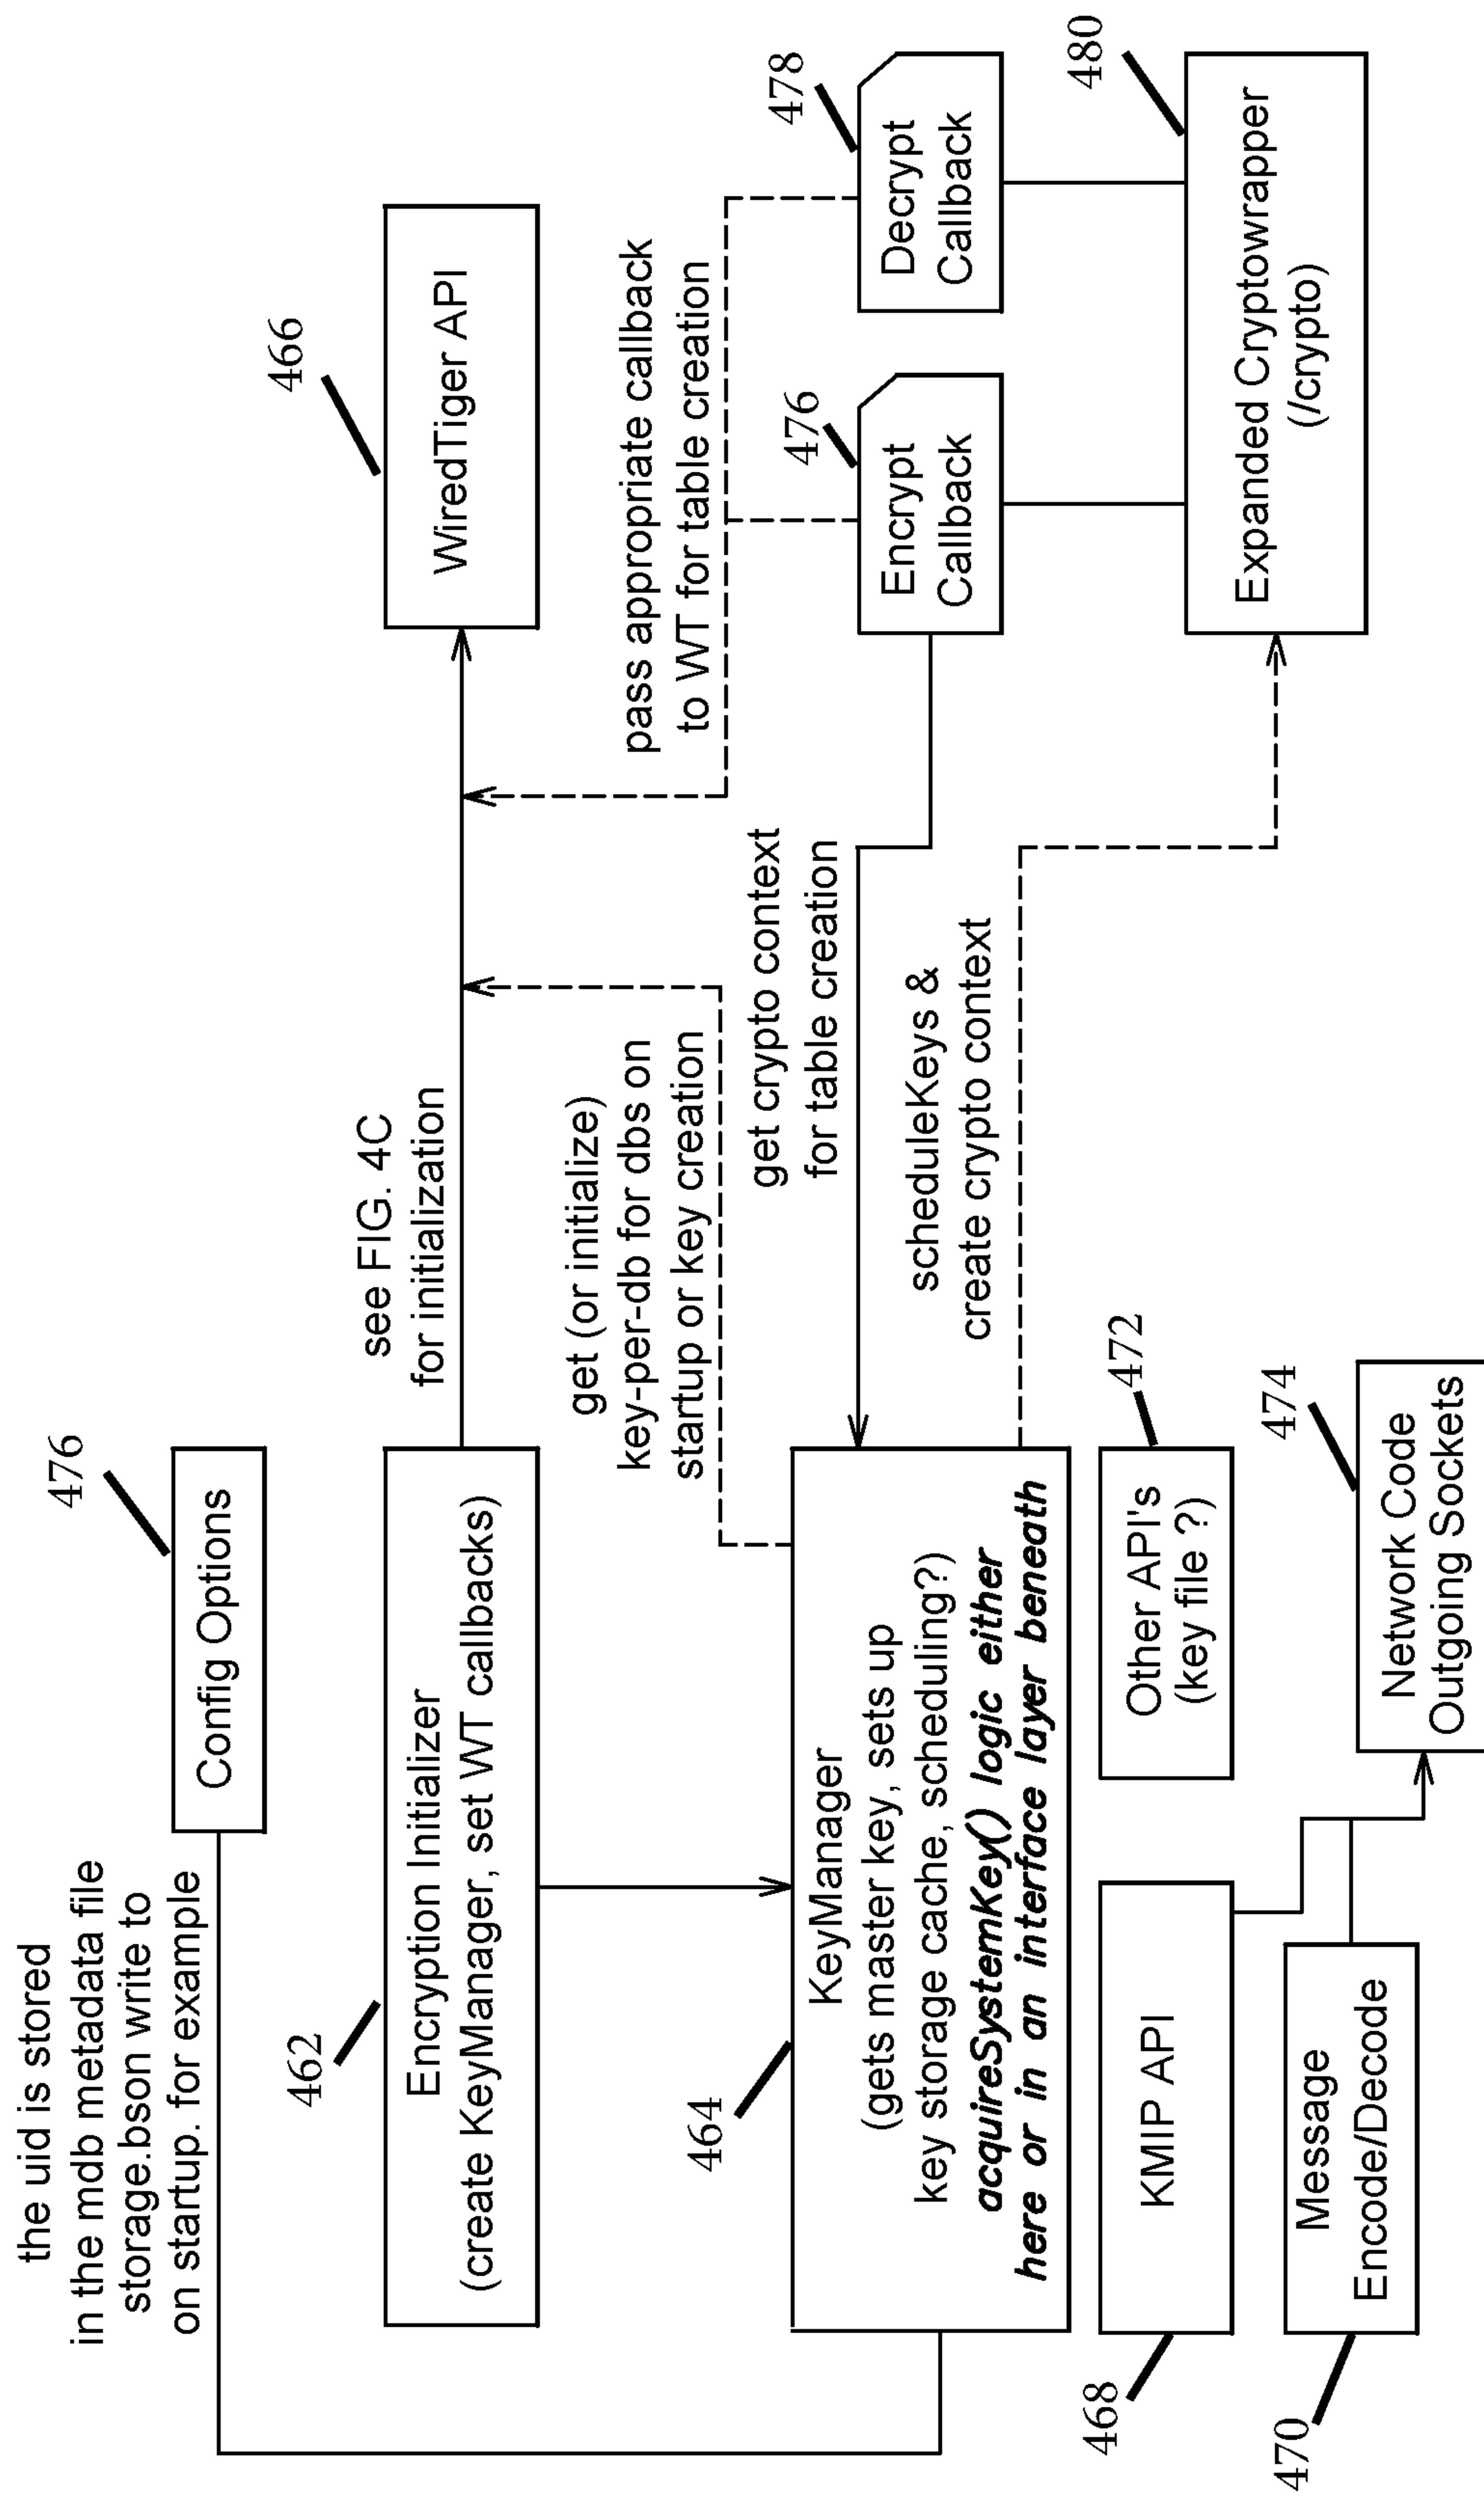 the uid is stored
in the mdb metadata file
storage.bson write to
on startup. for example
476
Config Options
462
Encryption Initializer
(create KeyManager, set WT callbacks)
see FIG. 4C
for initialization
466
WiredTiger API
get (or initialize)
key-per-db for dbs on
startup or key creation
pass appropriate callback
to WT for table creation
464
KeyManager
(gets master key, sets up
key storage cache, scheduling?)
acquireSystemKey() logic either
here or in an interface layer beneath
get crypto context
for table creation
scheduleKeys &
create crypto context
476
Encrypt
Callback
478
Decrypt
Callback
468
KMIP API
472
Other API's
(key file ?)
480
Expanded Cryptowrapper
(/crypto)
470
Message
Encode/Decode
474
Network Code
Outgoing Sockets